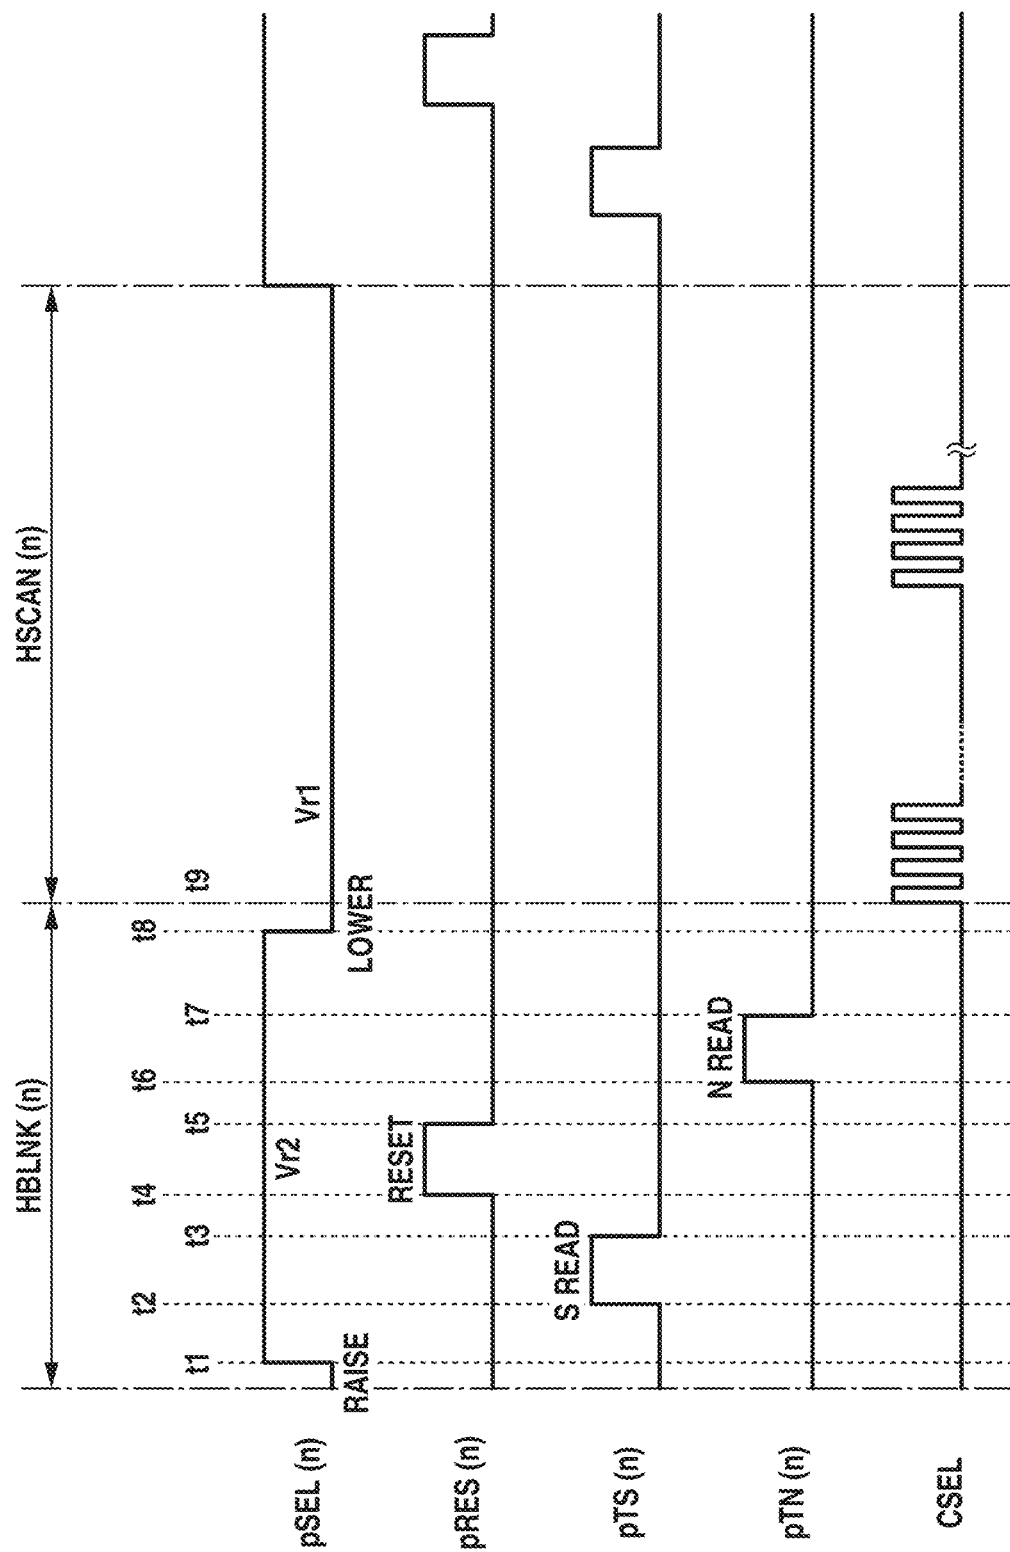 HBLNK (n)
HSCAN (n)
t1
t2
t3
t4
t5
t6
t7
t8
t9
pSEL (n)
RAISE
Vr2
LOWER
Vr1
pRES (n)
RESET
pTS (n)
S READ
pTN (n)
N READ
CSEL